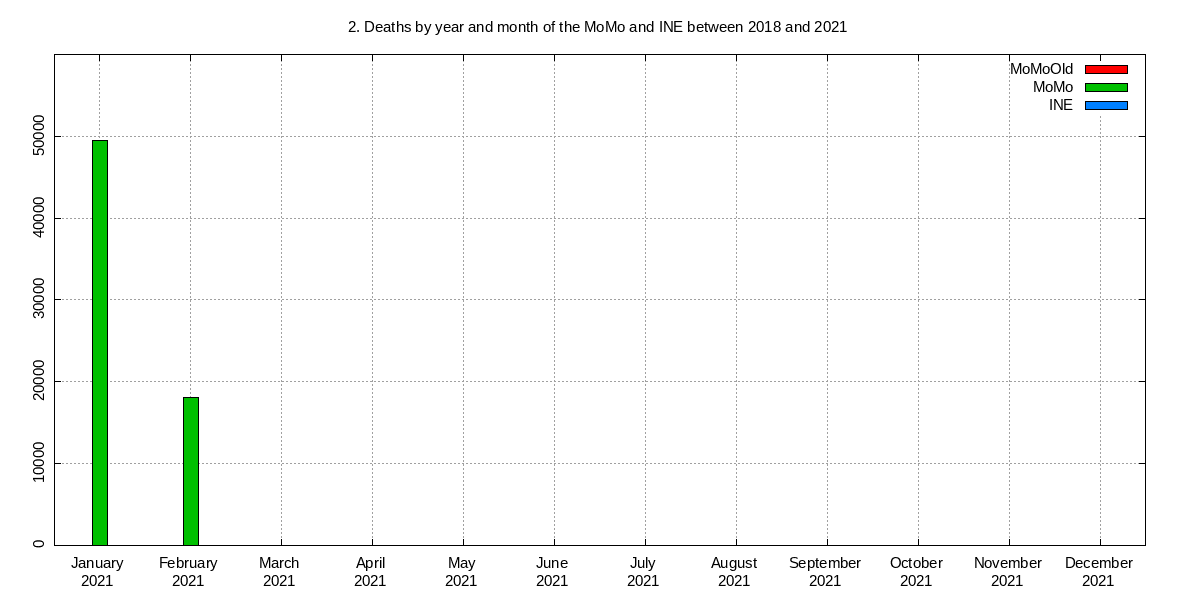 2. Deaths by year and month of the MoMo and INE between 2018 and 2021
MoMoOld
MoMo
INE
50000
40000
30000
20000
10000
0
January February March April May June July August September October November December
2021 2021 2021 2021 2021 2021 2021 2021 2021 2021 2021 2021